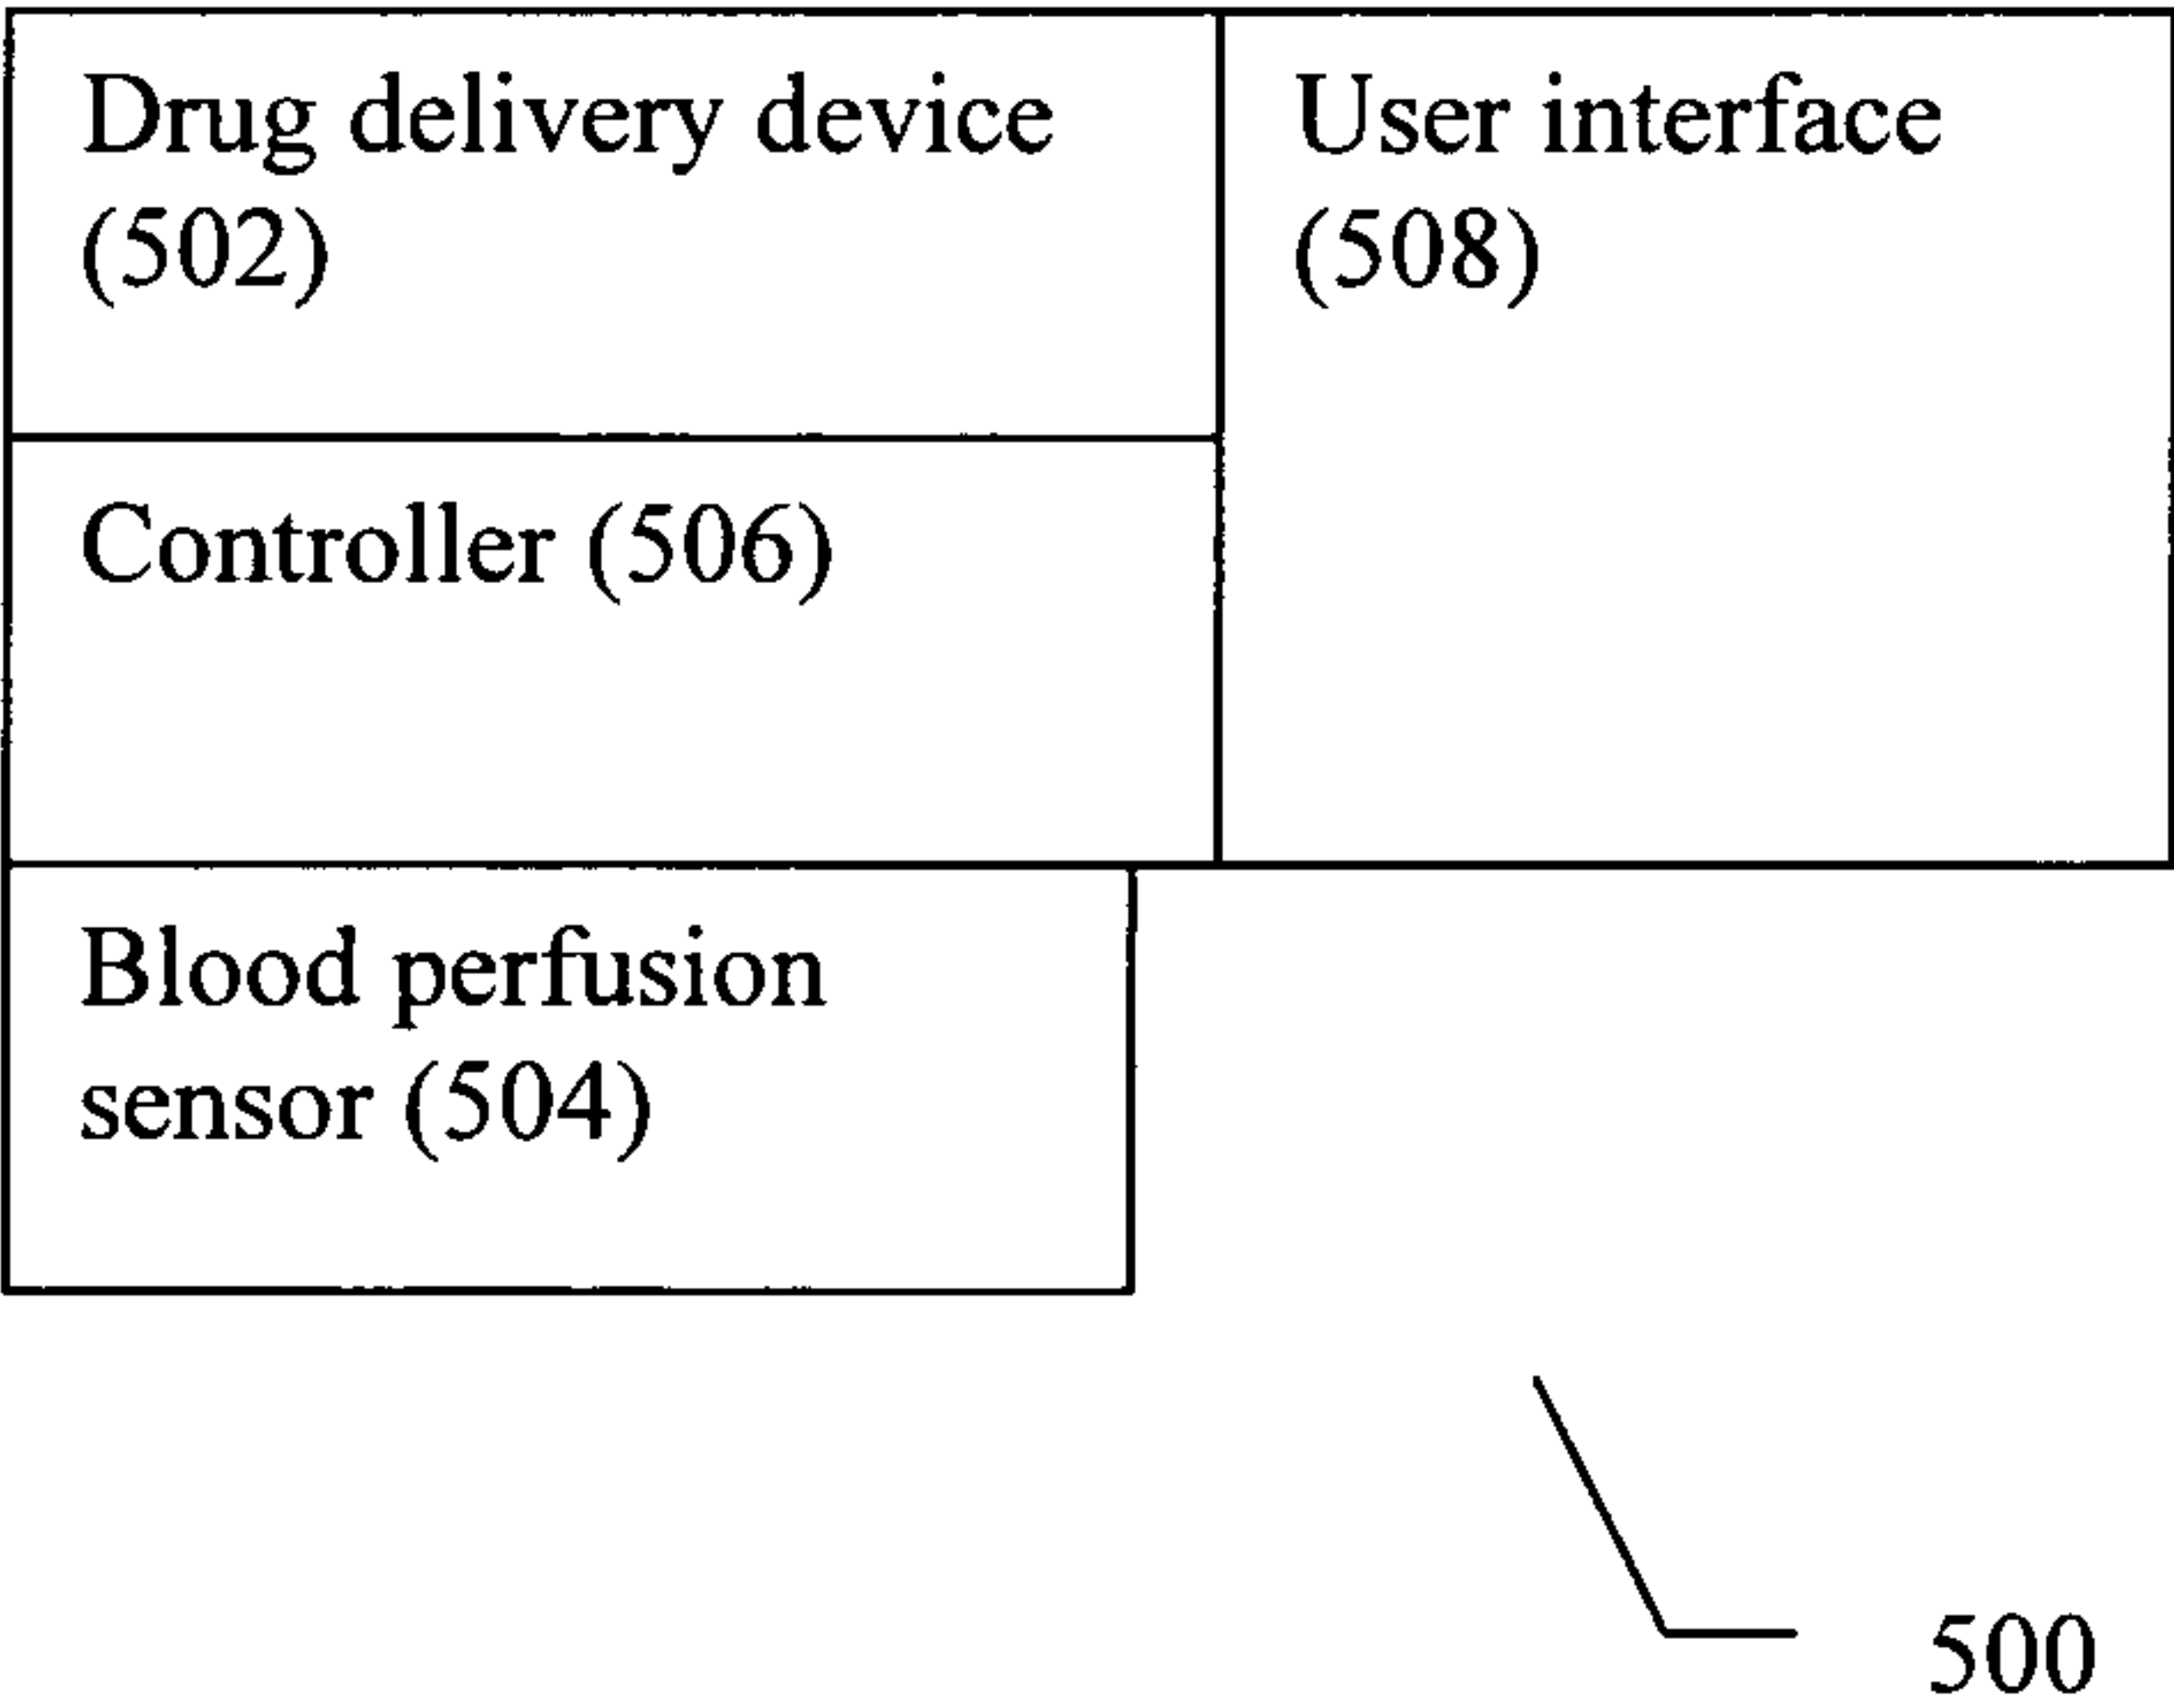 Drug delivery device
(502)
User interface
(508)
Controller (506)
Blood perfusion
sensor (504)
500